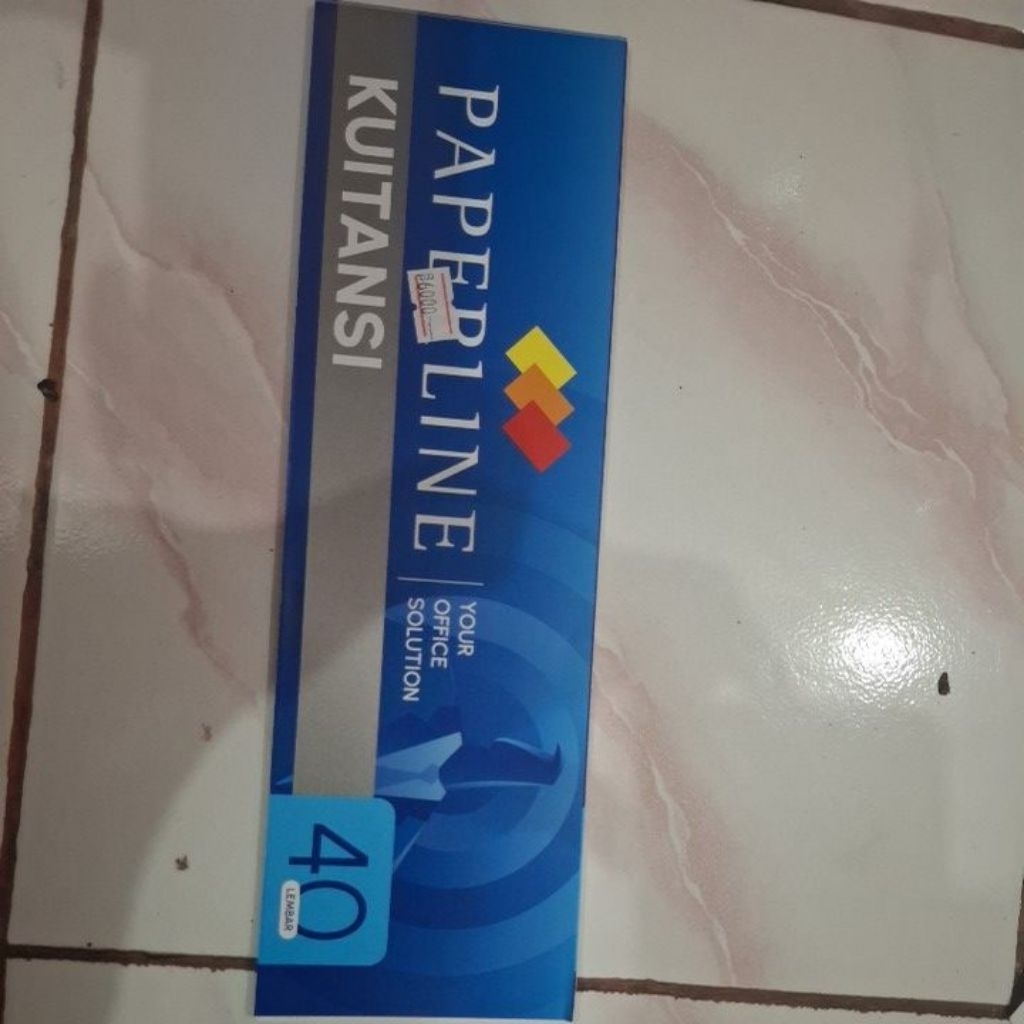 PAPERLINE
YOUR
OFFICE
SOLUTION
KUITANSI
40
LEMBAR